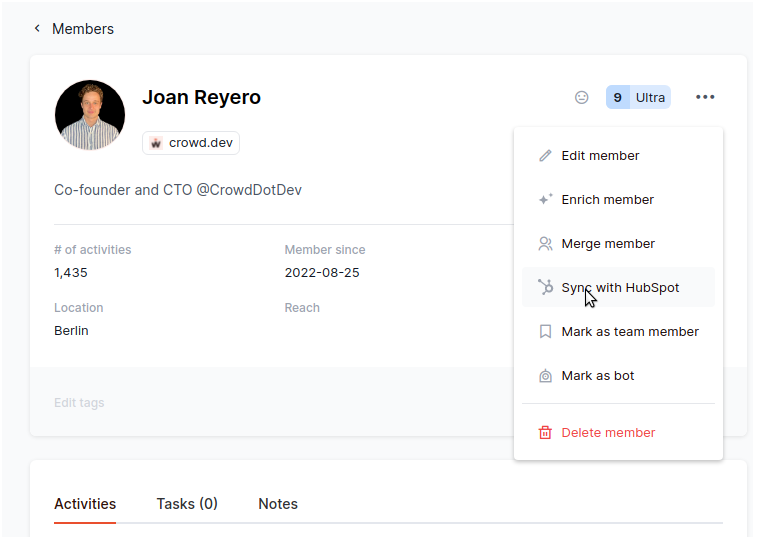 Members
Joan Reyero
9 Ultra
crowd.dev
Co-founder and CTO @CrowdDotDev
# of activities
Member since
1,435
2022-08-25
Location
Reach
Berlin
Edit tags
Edit member
Enrich member
Merge member
Sync with HubSpot
Mark as team member
Mark as bot
Delete member
Activities
Tasks (0)
Notes